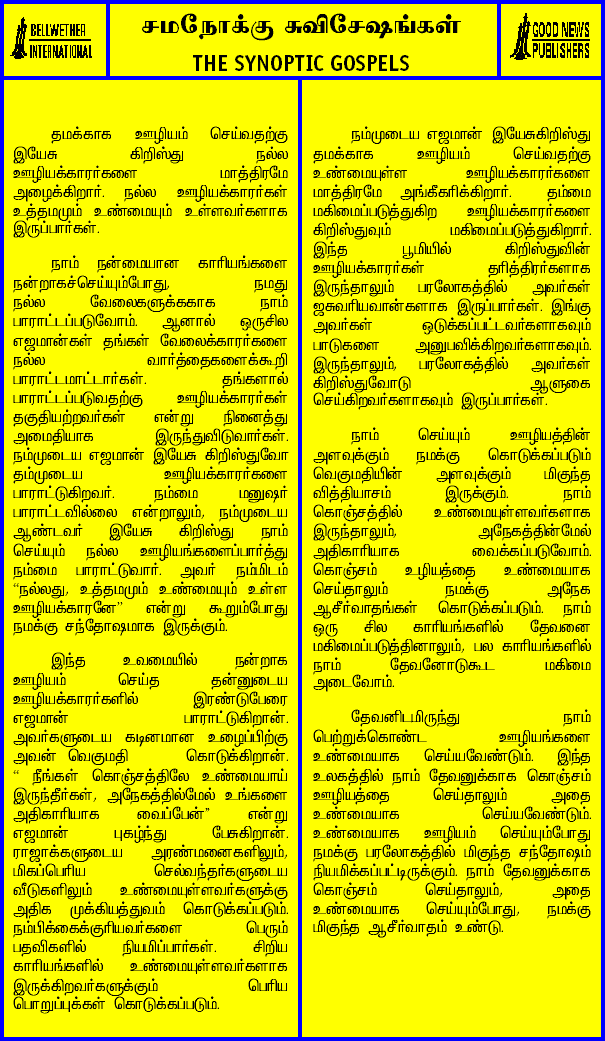 BELLWETHER
INTERNATIONAL
சமநோக்கு சுவிசேஷங்கள்
THE SYNOPTIC GOSPELS
GOOD NEWS
PUBLISHERS
தமக்காக ஊழியம் செய்வதற்கு
இயேசு கிறிஸ்து நல்ல
ஊழியக்காரர்களை மாத்திரமே
அழைக்கிறார். நல்ல ஊழியக்காரர்கள்
உத்தமமும் உண்மையும் உள்ளவர்களாக
இருப்பார்கள்.
நாம் நன்மையான காரியங்களை
நன்றாகச்செய்யும்போது, நமது
நல்ல வேலைகளுக்ககாக நாம்
பாராட்டப்படுவோம். ஆனால் ஒருசில
எஜமான்கள் தங்கள் வேலைக்காரர்களை
நல்ல வார்த்தைகளைக்கூறி
பாராட்டமாட்டார்கள். தங்களால்
பாராட்டப்படுவதற்கு ஊழியக்காரர்கள்
தகுதியற்றவர்கள் என்று நினைத்து
அமைதியாக இருந்துவிடுவார்கள்.
நம்முடைய எஜமான் இயேசு கிறிஸ்துவோ
தம்முடைய ஊழியக்காரர்களை
பாராட்டுகிறவர். நம்மை மனுஷர்
பாராட்டவில்லை என்றாலும், நம்முடைய
ஆண்டவர் இயேசு கிறிஸ்து நாம்
செய்யும் நல்ல ஊழியங்களைப்பார்த்து
நம்மை பாராட்டுவார். அவர் நம்மிடம்
“நல்லது, உத்தமமும் உண்மையும் உள்ள
ஊழியக்காரனே” என்று கூறும்போது
நமக்கு சந்தோஷமாக இருக்கும்.
இந்த உவமையில் நன்றாக
ஊழியம் செய்த தன்னுடைய
ஊழியக்காரர்களில் இரண்டுபேரை
எஜமான் பாராட்டுகிறான்.
அவர்களுடைய கடினமான உழைப்பிற்கு
அவன் வெகுமதி கொடுக்கிறான்.
“ நீங்கள் கொஞ்சத்திலே உண்மையாய்
இருந்தீர்கள், அநேகத்தில்மேல் உங்களை
அதிகாரியாக வைப்பேன்” என்று
எஜமான் புகழ்ந்து பேசுகிறான்.
ராஜாக்களுடைய அரண்மனைகளிலும்,
மிகப்பெரிய செல்வந்தர்களுடைய
வீடுகளிலும் உண்மையுள்ளவர்களுக்கு
அதிக முக்கியத்துவம் கொடுக்கப்படும்.
நம்பிக்கைக்குரியவர்களை பெரும்
பதவிகளில் நியமிப்பார்கள். சிறிய
காரியங்களில் உண்மையுள்ளவர்களாக
இருக்கிறவர்களுக்கும் பெரிய
பொறுப்புக்கள் கொடுக்கப்படும்.
நம்முடைய எஜமான் இயேசுகிறிஸ்து
தமக்காக ஊழியம் செய்வதற்கு
உண்மையுள்ள ஊழியக்காரர்களை
மாத்திரமே அங்கீகரிக்கிறார். தம்மை
மகிமைப்படுத்துகிற ஊழியக்காரர்களை
கிறிஸ்துவும் மகிமைப்படுத்துகிறார்.
இந்த பூமியில் கிறிஸ்துவின்
ஊழியக்காரர்கள் தரித்திரர்களாக
இருந்தாலும் பரலோகத்தில் அவர்கள்
ஐசுவரியவான்களாக இருப்பார்கள். இங்கு
அவர்கள் ஒடுக்கப்பட்டவர்களாகவும்
பாடுகளை அனுபவிக்கிறவர்களாகவும்.
இருந்தாலும், பரலோகத்தில் அவர்கள்
கிறிஸ்துவோடு ஆளுகை
செய்கிறவர்களாகவும் இருப்பார்கள்.
நாம் செய்யும் ஊழியத்தின்
அளவுக்கும் நமக்கு கொடுக்கப்படும்
வெகுமதியின் அளவுக்கும் மிகுந்த
வித்தியாசம் இருக்கும். நாம்
கொஞ்சத்தில் உண்மையுள்ளவர்களாக
இருந்தாலும், அநேகத்தின்மேல்
அதிகாரியாக வைக்கப்படுவோம்.
கொஞ்சம் உழியத்தை உண்மையாக
செய்தாலும் நமக்கு அநேக
ஆசீர்வாதங்கள் கொடுக்கப்படும். நாம்
ஒரு சில காரியங்களில் தேவனை
மகிமைப்படுத்தினாலும், பல காரியங்களில்
நாம் தேவனோடுகூட மகிமை
அடைவோம்.
தேவனிடமிருந்து நாம்
பெற்றுக்கொண்ட ஊழியங்களை
உண்மையாக செய்யவேண்டும். இந்த
உலகத்தில் நாம் தேவனுக்காக கொஞ்சம்
ஊழியத்தை செய்தாலும் அதை
உண்மையாக செய்யவேண்டும்.
உண்மையாக ஊழியம் செய்யும்போது
நமக்கு பரலோகத்தில் மிகுந்த சந்தோஷம்
நியமிக்கப்பட்டிருக்கும். நாம் தேவனுக்காக
கொஞ்சம் செய்தாலும், அதை
உண்மையாக செய்யும்போது, நமக்கு
மிகுந்த ஆசீர்வாதம் உண்டு.